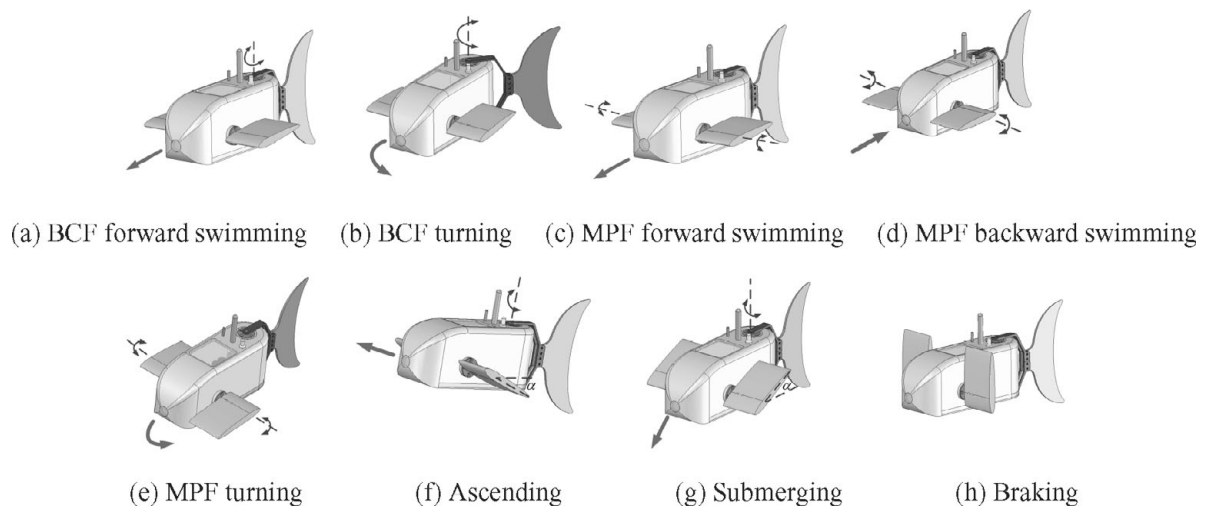 (a) BCF forward swimming (b) BCF turning (c) MPF forward swimming (d) MPF backward swimming
α
α
(e) MPF turning (f) Ascending (g) Submerging (h) Braking